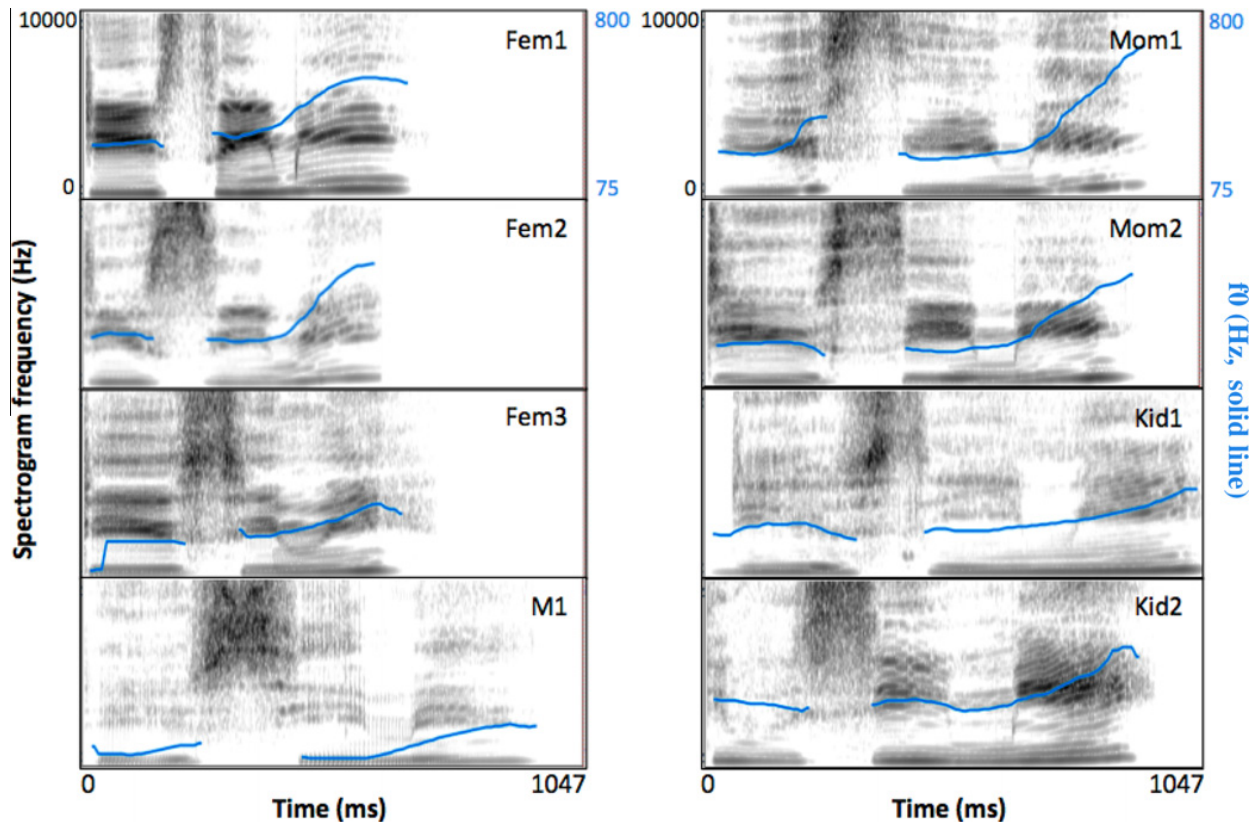 10000
0
Fem1
800
75
10000
0
Mom1
800
75
Fem2
Mom2
Fem3
Kid1
M1
Kid2
Spectrogram frequency (Hz)
f0 (Hz, solid line)
0
1047
Time (ms)
0
1047
Time (ms)